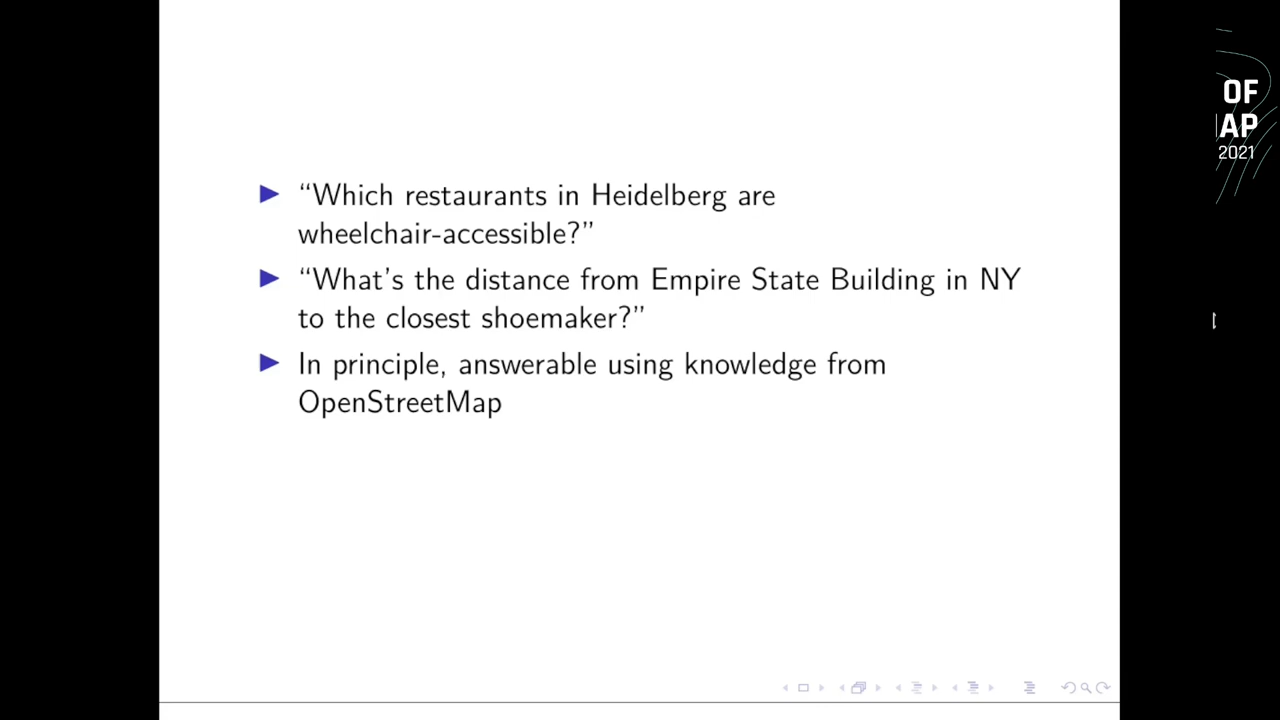 “Which restaurants in Heidelberg are
wheelchair-accessible?”
“What’s the distance from Empire State Building in NY
to the closest shoemaker?”
In principle, answerable using knowledge from
OpenStreetMap
OF
AP
2021